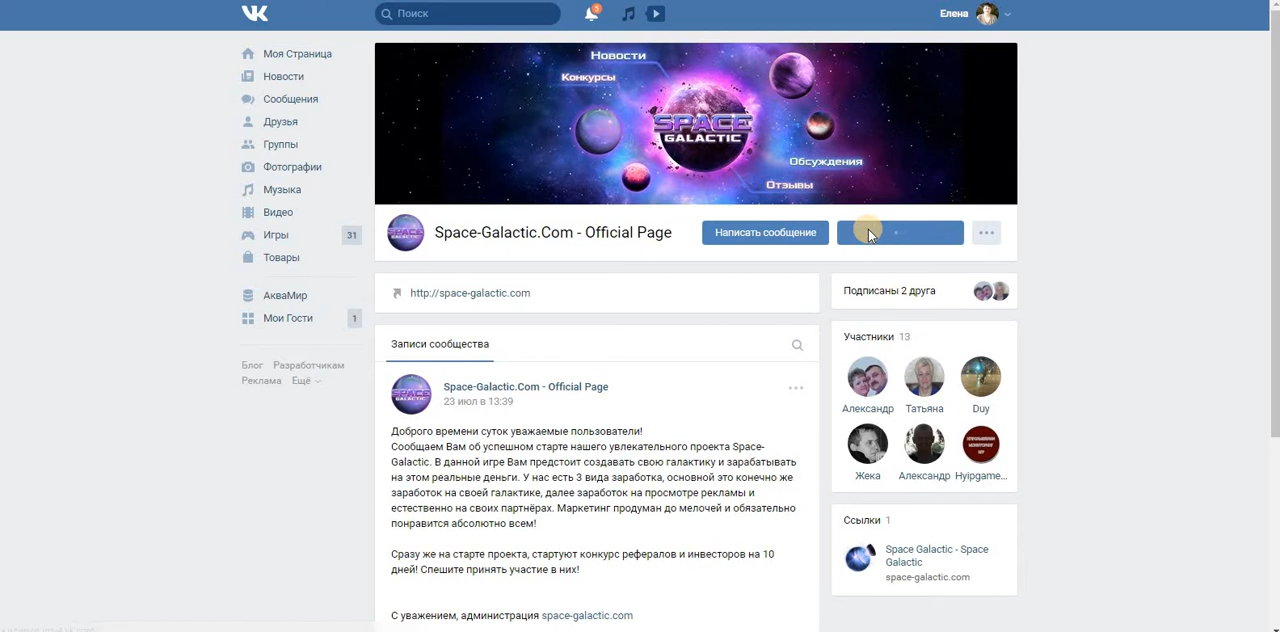 Поиск
5
Елена
Моя Страница
Новости
Сообщения
Друзья
Группы
Фотографии
Музыка
Видео
Игры 31
Товары
АкваМир
Мои Гости 1
Блог Разработчикам
Реклама Ещё
Новости
Конкурсы
SPACE
GALACTIC
Обсуждения
Отзывы
Space-Galactic.Com - Official Page
Написать сообщение
http://space-galactic.com
Записи сообщества
Space-Galactic.Com - Official Page
23 июл в 13:39
Доброго времени суток уважаемые пользователи!
Сообщаем Вам об успешном старте нашего увлекательного проекта Space-
Galactic. В данной игре Вам предстоит создавать свою галактику и зарабатывать
на этом реальные деньги. У нас есть 3 вида заработка, основной это конечно же
заработок на своей галактике, далее заработок на просмотре рекламы и
естественно на своих партнёрах. Маркетинг продуман до мелочей и обязательно
понравится абсолютно всем!
Сразу же на старте проекта, стартуют конкурс рефералов и инвесторов на 10
дней! Спешите принять участие в них!
С уважением, администрация space-galactic.com
Подписаны 2 друга
Участники 13
Александр Татьяна Duy
Жека Александр Hyipgame...
Ссылки 1
Space Galactic - Space
Galactic
space-galactic.com